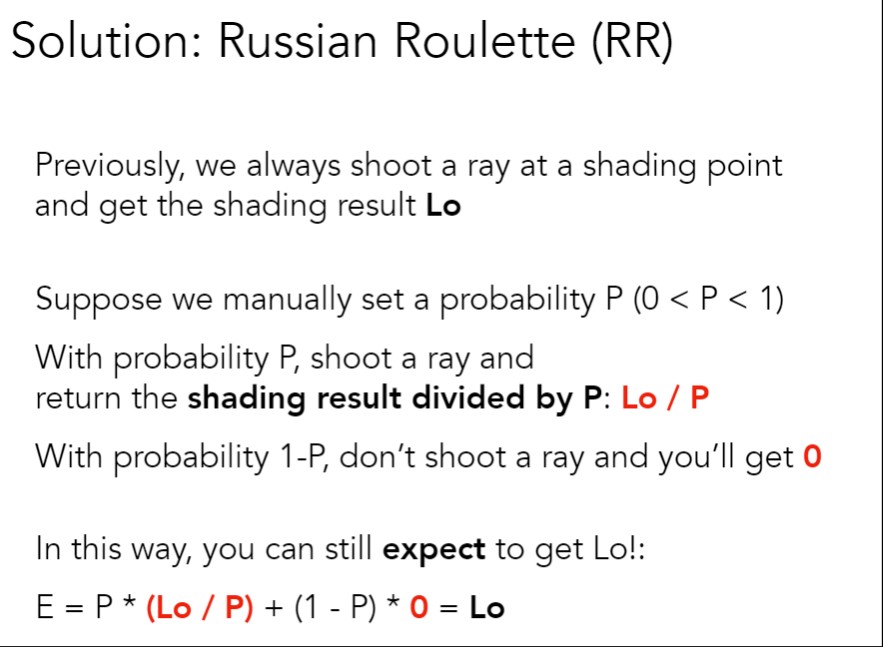 Solution: Russian Roulette (RR)
Previously, we always shoot a ray at a shading point
and get the shading result Lo
Suppose we manually set a probability P (0 < P < 1)
With probability P, shoot a ray and
return the shading result divided by P: Lo / P
With probability 1-P, don’t shoot a ray and you’ll get 0
In this way, you can still expect to get Lo!:
E = P * (Lo / P) + (1 - P) * 0 = Lo